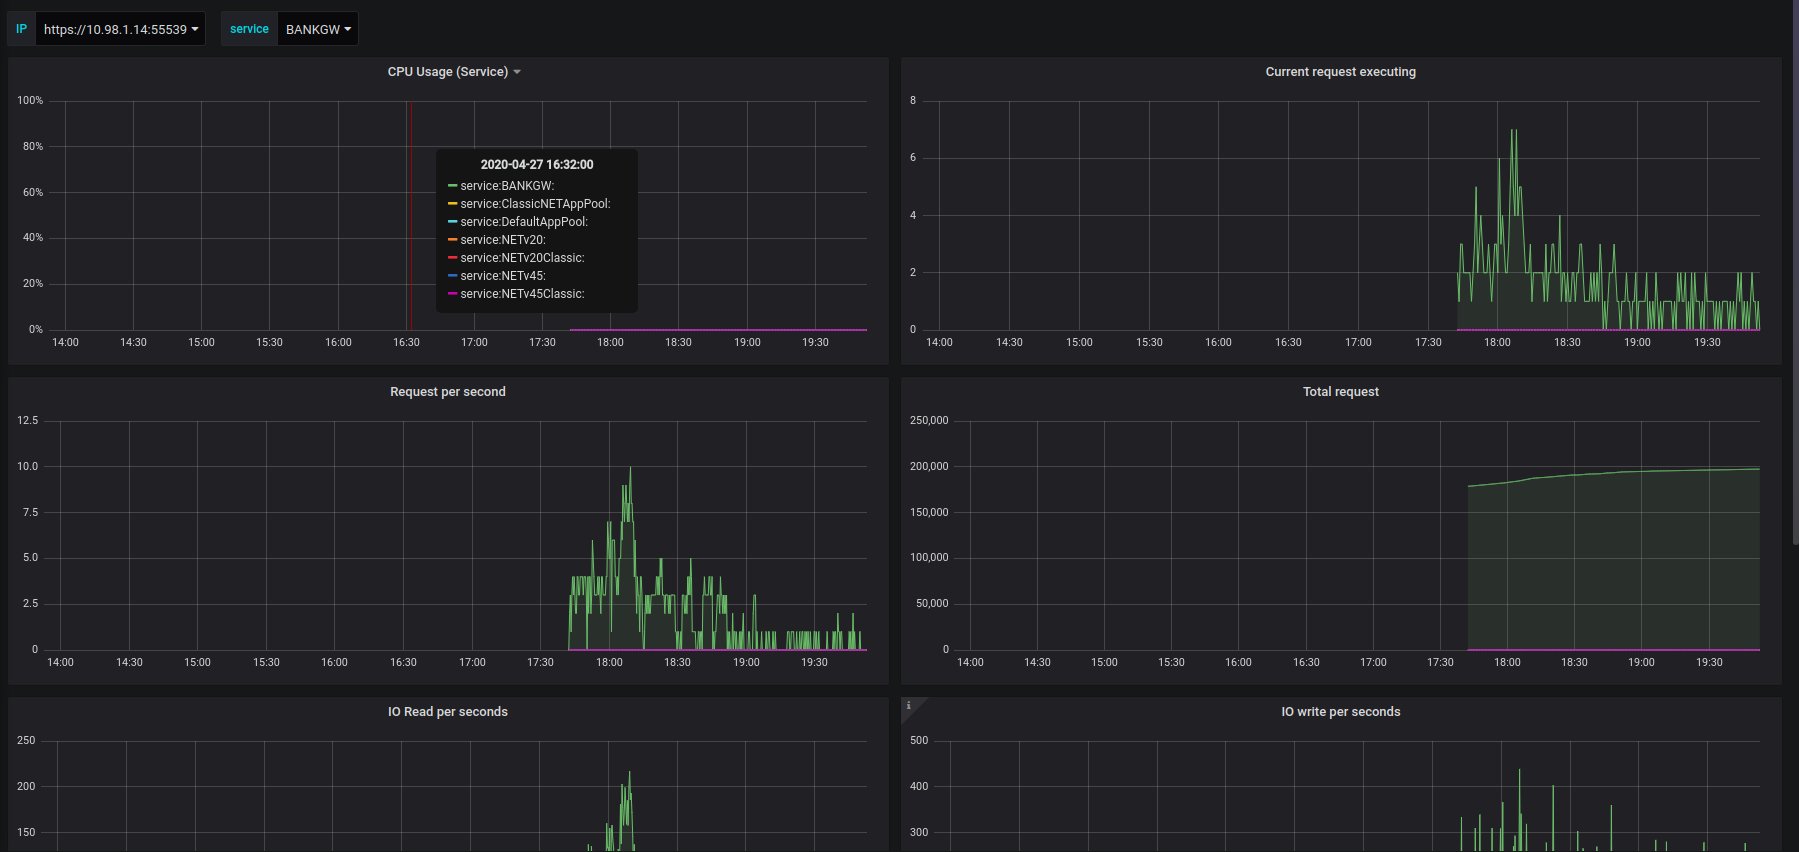 IP https://10.98.1.14:55539 service BANKGW
CPU Usage (Service)
100%
80%
60%
40%
20%
0%
14:00 14:30 15:00 15:30 16:00 16:30 17:00 17:30 18:00 18:30 19:00 19:30
2020-04-27 16:32:00
service:BANKGW:
service:ClassicNETAppPool:
service:DefaultAppPool:
service:NETv20:
service:NETv20Classic:
service:NETv45:
service:NETv45Classic:
Current request executing
8
6
4
2
0
14:00 14:30 15:00 15:30 16:00 16:30 17:00 17:30 18:00 18:30 19:00 19:30
Request per second
12.5
10.0
7.5
5.0
2.5
0
14:00 14:30 15:00 15:30 16:00 16:30 17:00 17:30 18:00 18:30 19:00 19:30
Total request
250,000
200,000
150,000
100,000
50,000
0
14:00 14:30 15:00 15:30 16:00 16:30 17:00 17:30 18:00 18:30 19:00 19:30
IO Read per seconds
250
200
150
i
IO write per seconds
500
400
300